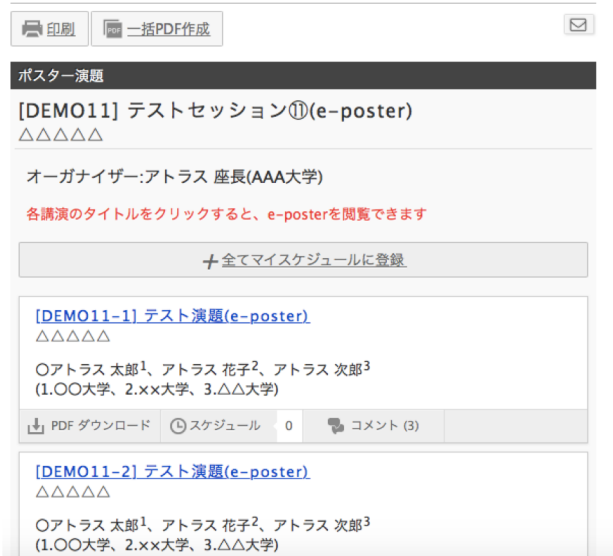 印刷 PDF 一括PDF作成
ポスター演題
[DEMO11] テストセッション⑪(e-poster)
△△△△△
オーガナイザー:アトラス 座長(AAA大学)
各講演のタイトルをクリックすると、e-posterを閲覧できます
+全てマイスケジュールに登録
[DEMO11-1] テスト演題(e-poster)
△△△△△
〇アトラス 太郎1、アトラス 花子2、アトラス 次郎3
(1.〇〇大学、2.××大学、3.△△大学)
PDF ダウンロード スケジュール 0 コメント (3)
[DEMO11-2] テスト演題(e-poster)
△△△△△
〇アトラス 太郎1、アトラス 花子2、アトラス 次郎3
(1.〇〇大学、2.××大学、3.△△大学)